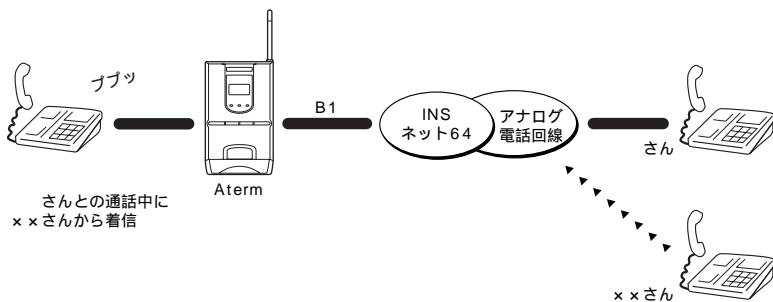 ププッ
B1
INS
ネット64
アナログ
電話回線
さん
Aterm
さんとの通話中に
××さんから着信
××さん